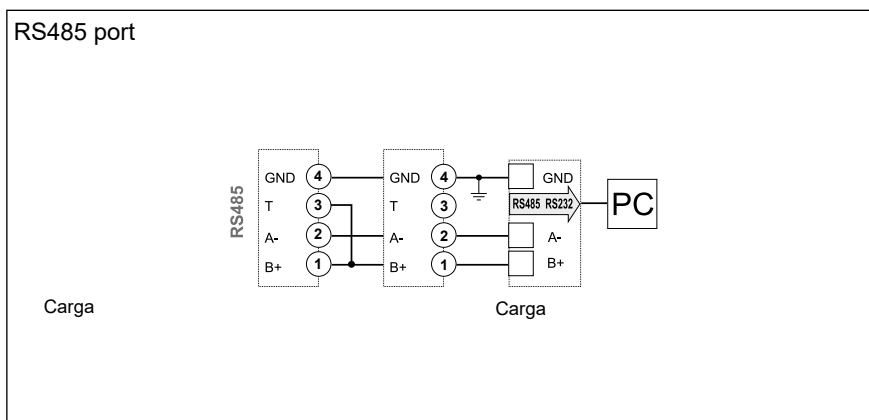 RS485 port
RS485
GND 4
T 3
A- 2
B+ 1
GND 4
T 3
A- 2
B+ 1
GND
RS485 RS232
A-
B+
PC
Carga
Carga